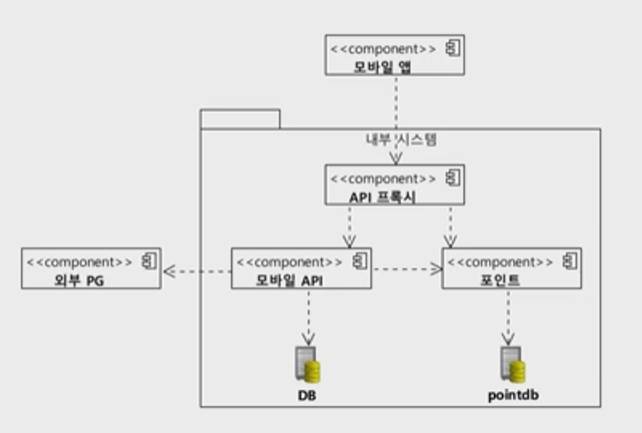 <<component>>
모바일 앱
내부 시스템
<<component>>
API 프록시
<<component>>
외부 PG
<<component>>
모바일 API
<<component>>
포인트
DB
pointdb